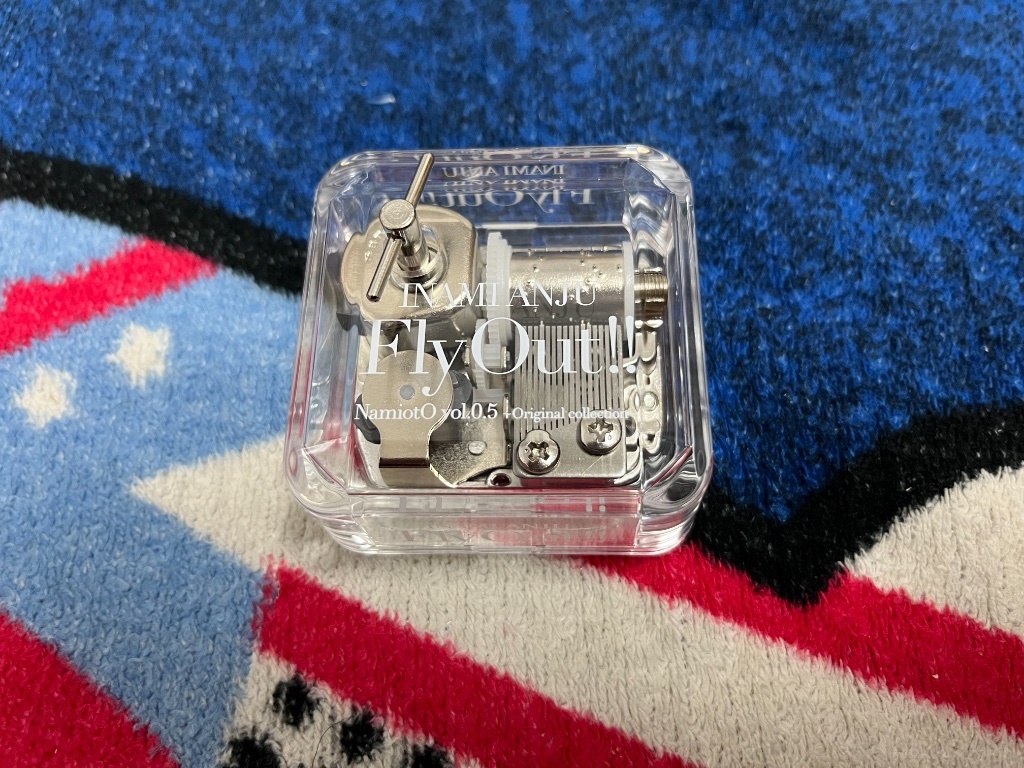 INAMI ANJU
FlyOut!!
NamiotO vol.0.5 -Original collection-